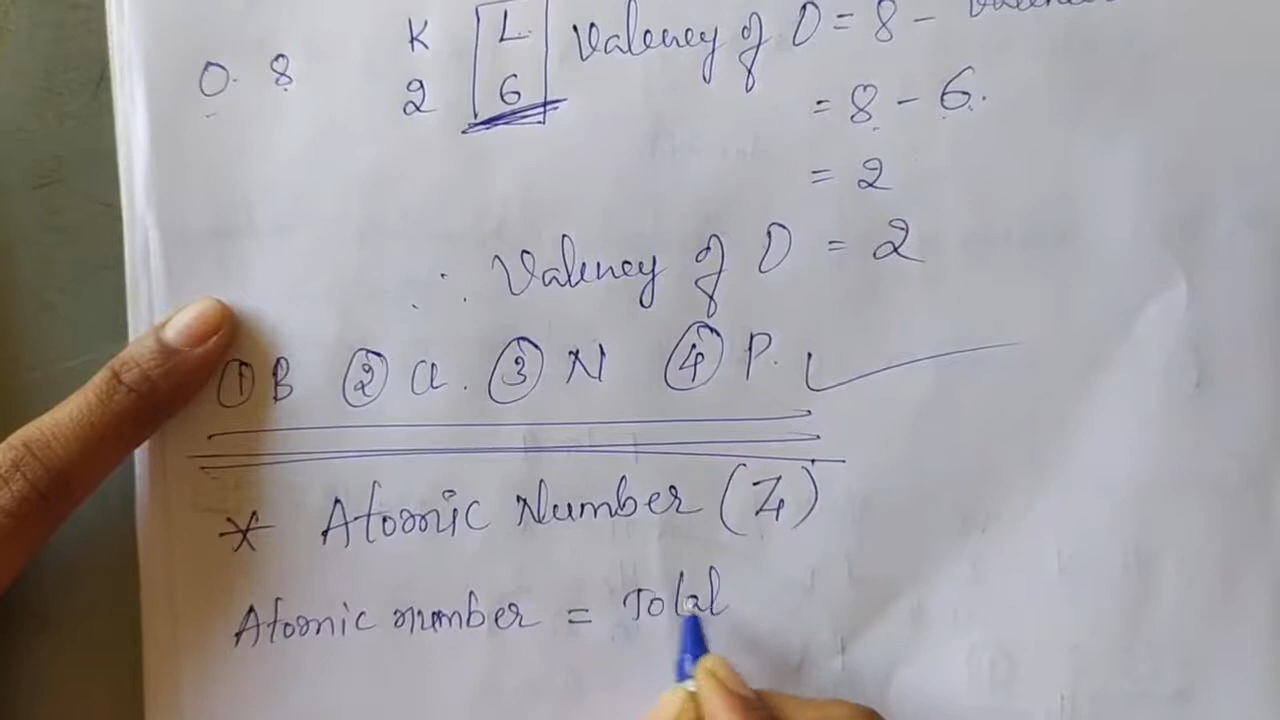 K L Valency of O = 8 -
O 8 2 6 = 8 - 6.
= 2
∴ Valency of O = 2
① B ② Cl. ③ N ④ P.
* Atomic Number (Z)
Atomic number = Total